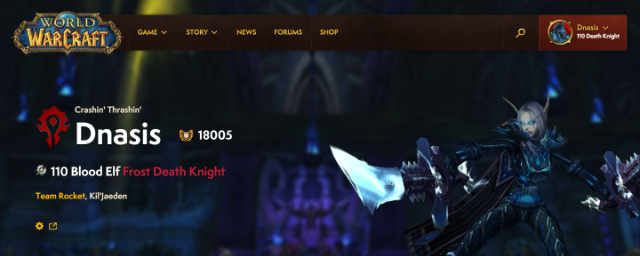 WORLD
OF
WARCRAFT
GAME STORY NEWS FORUMS SHOP
Dnasis
110 Death Knight
Crashin' Thrashin'
Dnasis 18005
110 Blood Elf Frost Death Knight
Team Rocket, Kil'Jaeden